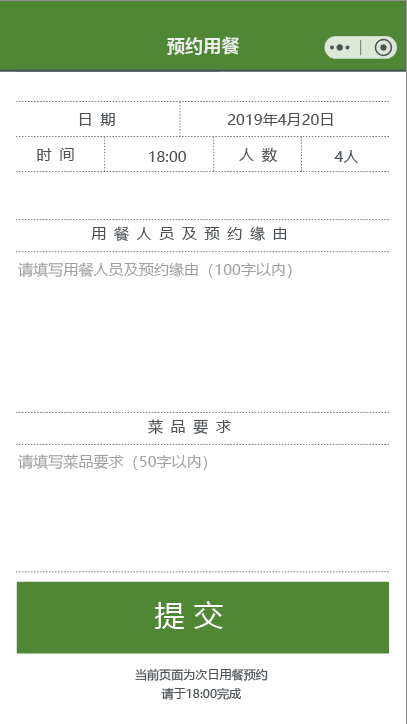 预约用餐
日 期 2019年4月20日
时 间 18:00 人 数 4人
用 餐 人 员 及 预 约 缘 由
请填写用餐人员及预约缘由（100字以内）
菜 品 要 求
请填写菜品要求（50字以内）
提 交
当前页面为次日用餐预约
请于18:00完成